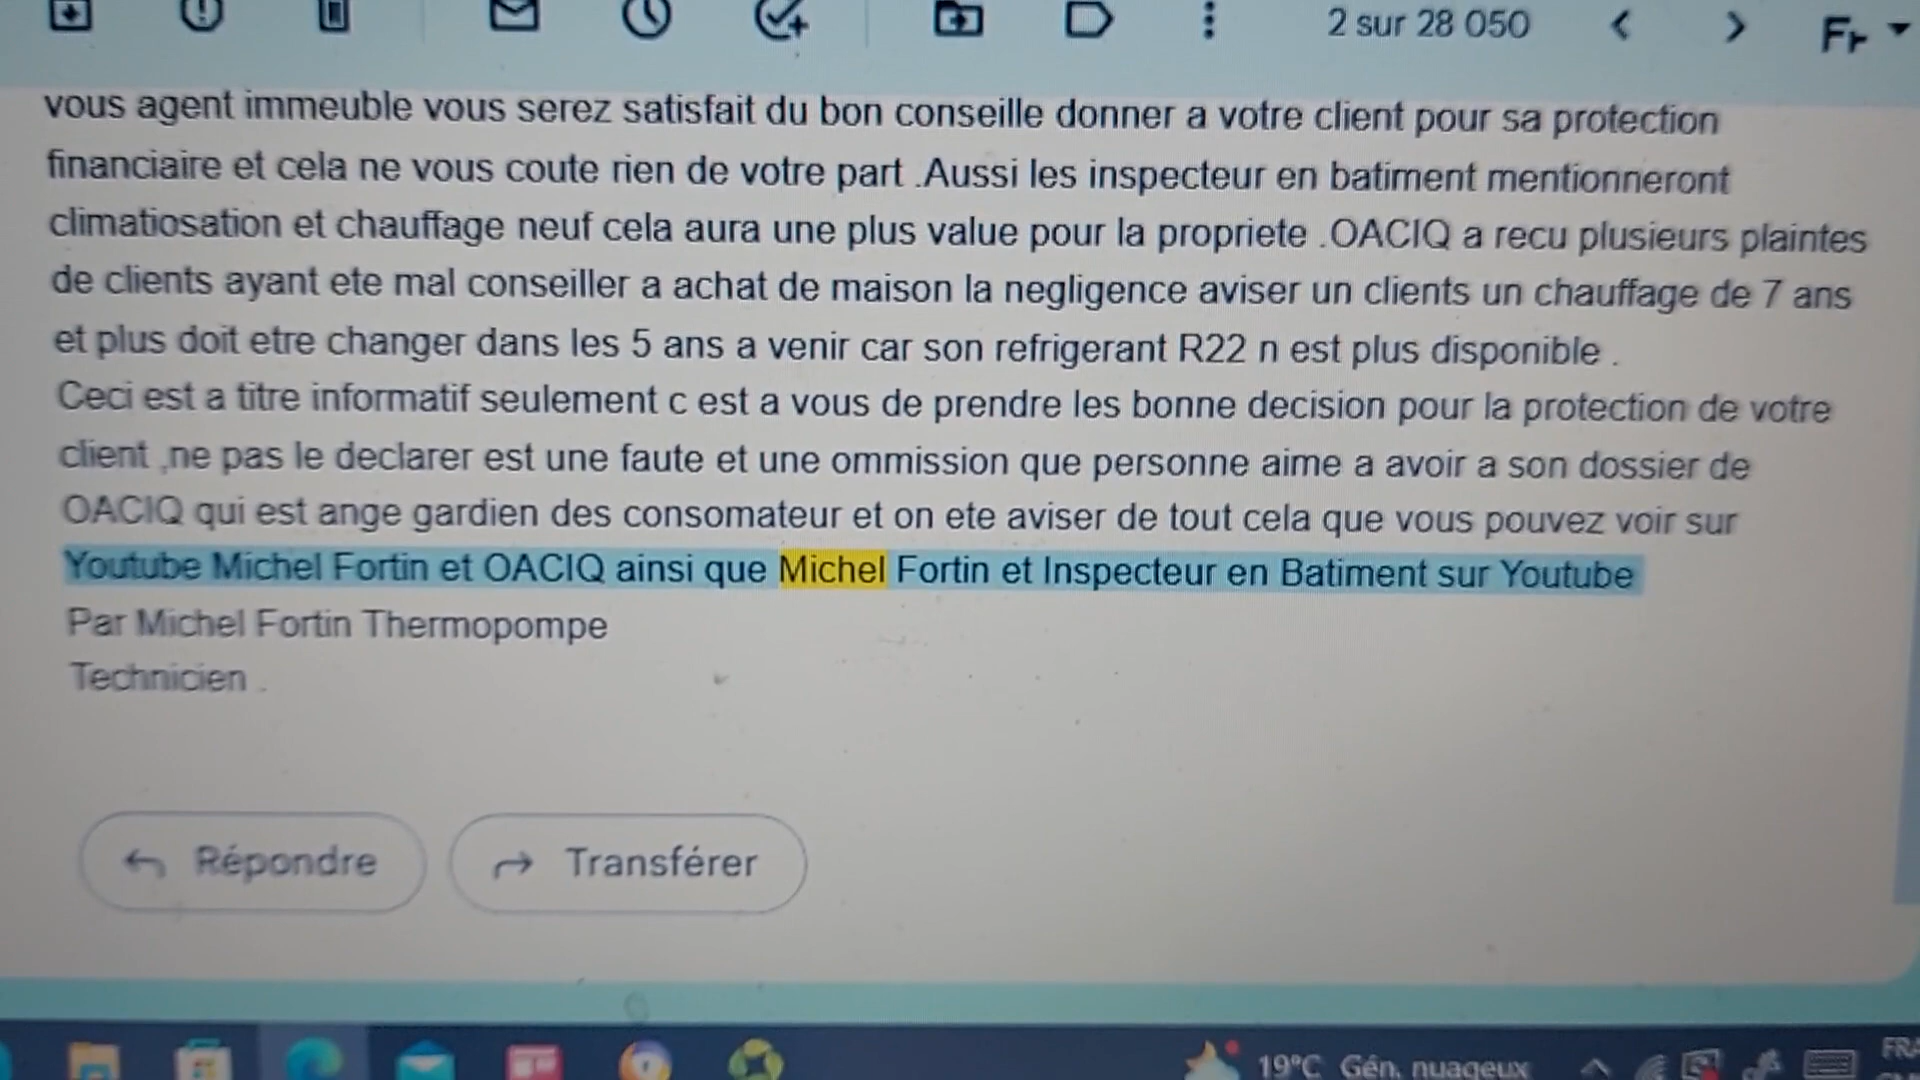 2 sur 28 050
Fr
vous agent immeuble vous serez satisfait du bon conseille donner a votre client pour sa protection
financiaire et cela ne vous coute rien de votre part .Aussi les inspecteur en batiment mentionneront
climatiosation et chauffage neuf cela aura une plus value pour la propriete .OACIQ a recu plusieurs plaintes
de clients ayant ete mal conseiller a achat de maison la negligence aviser un clients un chauffage de 7 ans
et plus doit etre changer dans les 5 ans a venir car son refrigerant R22 n est plus disponible .
Ceci est a titre informatif seulement c est a vous de prendre les bonne decision pour la protection de votre
client ,ne pas le declarer est une faute et une ommission que personne aime a avoir a son dossier de
OACIQ qui est ange gardien des consomateur et on ete aviser de tout cela que vous pouvez voir sur
Youtube Michel Fortin et OACIQ ainsi que Michel Fortin et Inspecteur en Batiment sur Youtube
Par Michel Fortin Thermopompe
Technicien .
Répondre
Transférer
19°C Gén. nuageux
FRA